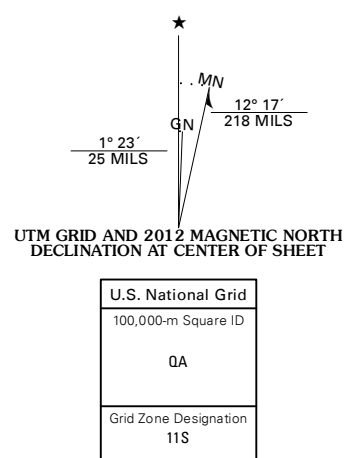 ★
MN
GN
12° 17´
218 MILS
1° 23´
25 MILS
UTM GRID AND 2012 MAGNETIC NORTH
DECLINATION AT CENTER OF SHEET
U.S. National Grid
100,000-m Square ID
QA
Grid Zone Designation
11S